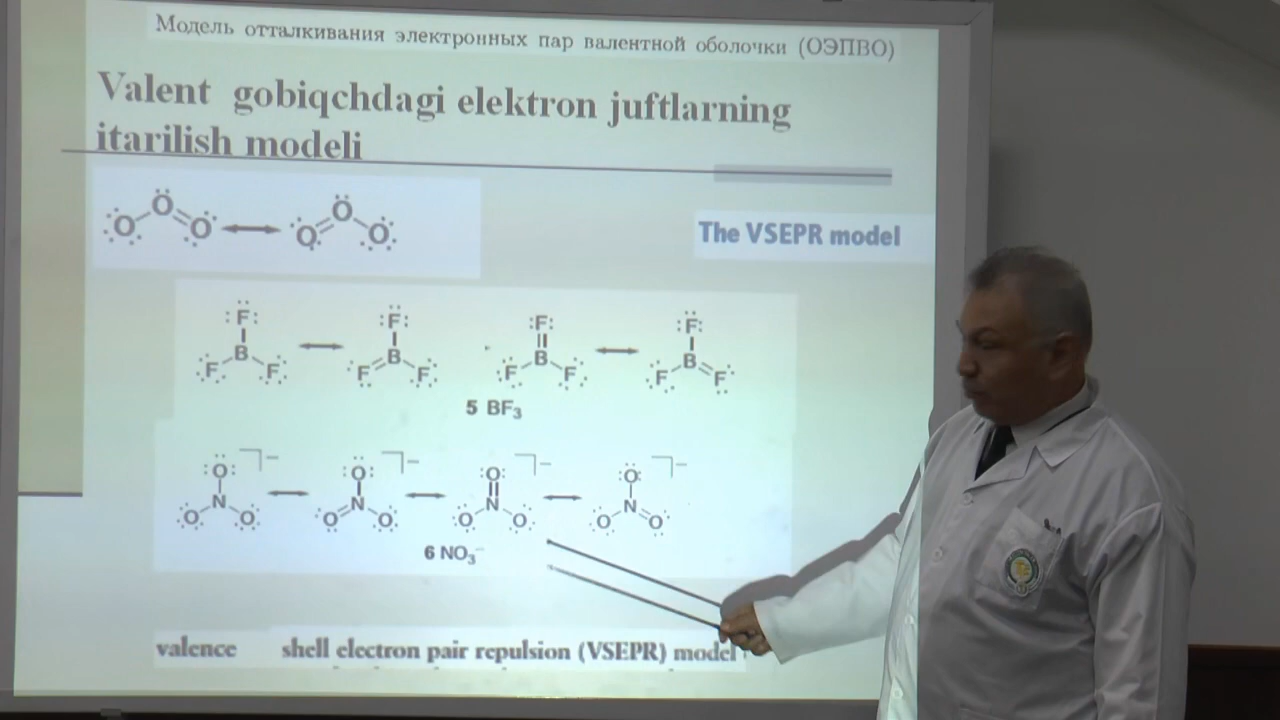 Модель отталкивания электронных пар валентной оболочки (ОЭПВО)
Valent gobiqchdagi elektron juftlarning
itarilish modeli
O O O O O O
The VSEPR model
F F F F
B B B B
F F F F F F F F
5 BF₃
O O O O
N N N N
O O O O O O O O
6 NO₃⁻
valence shell electron pair repulsion (VSEPR) model